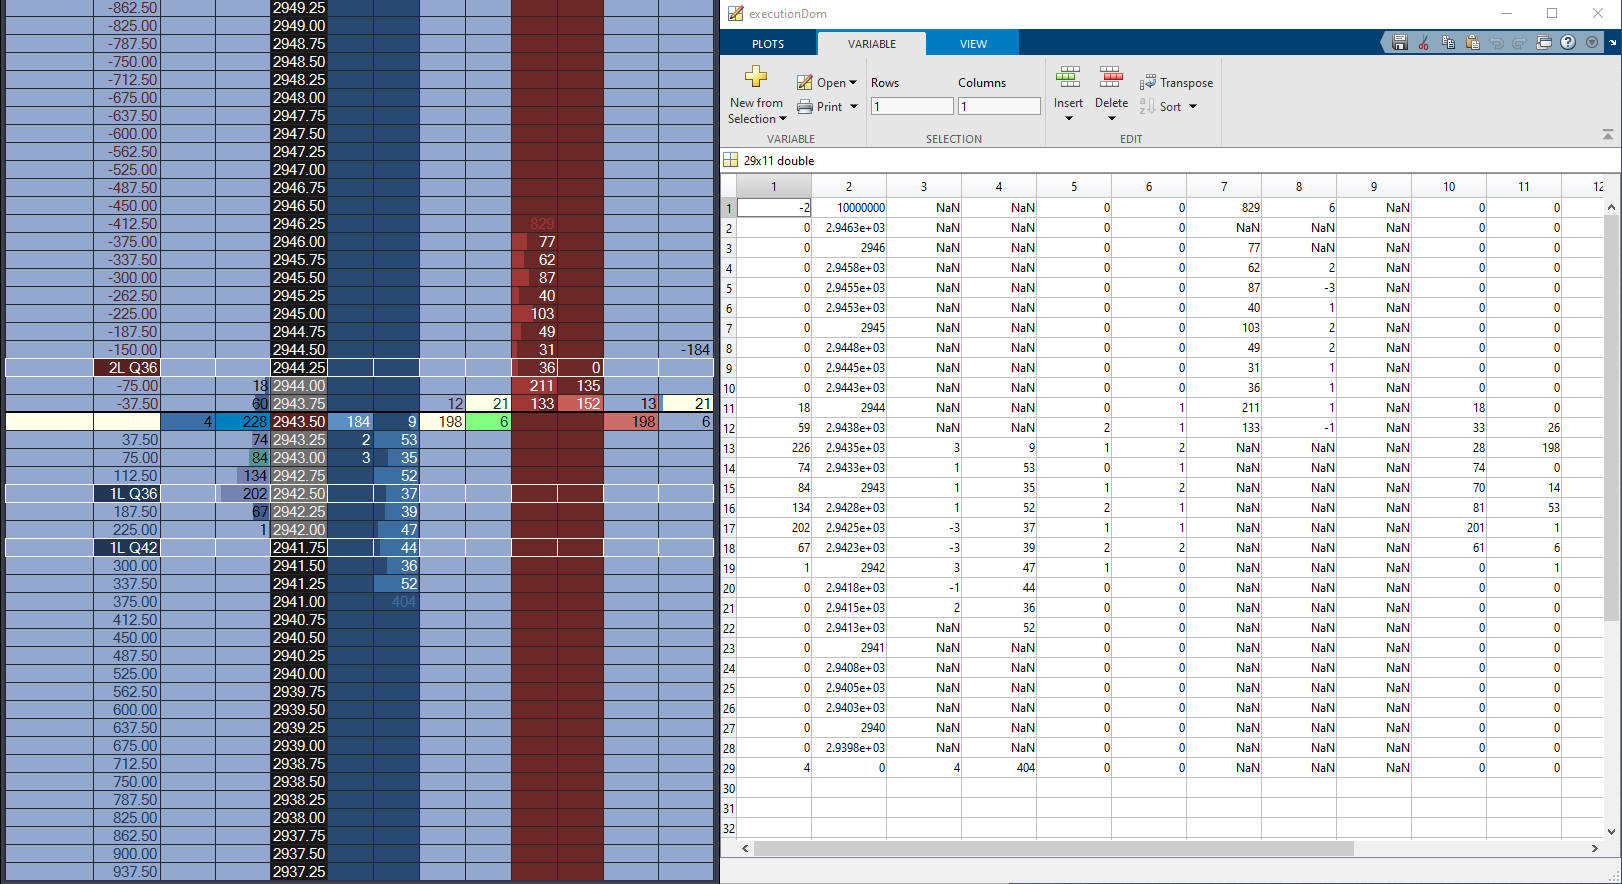 -862.50 2949.25
-825.00 2949.00
-787.50 2948.75
-750.00 2948.50
-712.50 2948.25
-675.00 2948.00
-637.50 2947.75
-600.00 2947.50
-562.50 2947.25
-525.00 2947.00
-487.50 2946.75
-450.00 2946.50
-412.50 2946.25 829
-375.00 2946.00 77
-337.50 2945.75 62
-300.00 2945.50 87
-262.50 2945.25 40
-225.00 2945.00 103
-187.50 2944.75 49
-150.00 2944.50 31 -184
2L Q36 2944.25 36 0
-75.00 18 2944.00 211 135
-37.50 60 2943.75 12 21 133 152 13 21
4 228 2943.50 184 9 198 6 198 6
37.50 74 2943.25 2 53
75.00 84 2943.00 3 35
112.50 134 2942.75 52
1L Q36 202 2942.50 37
187.50 67 2942.25 39
225.00 1 2942.00 47
1L Q42 2941.75 44
300.00 2941.50 36
337.50 2941.25 52
375.00 2941.00 404
412.50 2940.75
450.00 2940.50
487.50 2940.25
525.00 2940.00
562.50 2939.75
600.00 2939.50
637.50 2939.25
675.00 2939.00
712.50 2938.75
750.00 2938.50
787.50 2938.25
825.00 2938.00
862.50 2937.75
900.00 2937.50
937.50 2937.25
executionDom
PLOTS VARIABLE VIEW
New from Selection
Open
Print
Rows Columns
1 1
Insert Delete
Transpose
Sort
VARIABLE SELECTION EDIT
29x11 double
1 2 3 4 5 6 7 8 9 10 11 12
1 -2 10000000 NaN NaN 0 0 829 6 NaN 0 0
2 0 2.9463e+03 NaN NaN 0 0 NaN NaN NaN 0 0
3 0 2946 NaN NaN 0 0 77 NaN NaN 0 0
4 0 2.9458e+03 NaN NaN 0 0 62 2 NaN 0 0
5 0 2.9455e+03 NaN NaN 0 0 87 -3 NaN 0 0
6 0 2.9453e+03 NaN NaN 0 0 40 1 NaN 0 0
7 0 2945 NaN NaN 0 0 103 2 NaN 0 0
8 0 2.9448e+03 NaN NaN 0 0 49 2 NaN 0 0
9 0 2.9445e+03 NaN NaN 0 0 31 1 NaN 0 0
10 0 2.9443e+03 NaN NaN 0 0 36 1 NaN 0 0
11 18 2944 NaN NaN 0 1 211 1 NaN 18 0
12 59 2.9438e+03 NaN NaN 2 1 133 -1 NaN 33 26
13 226 2.9435e+03 3 9 1 2 NaN NaN NaN 28 198
14 74 2.9433e+03 1 53 0 1 NaN NaN NaN 74 0
15 84 2943 1 35 1 2 NaN NaN NaN 70 14
16 134 2.9428e+03 1 52 2 1 NaN NaN NaN 81 53
17 202 2.9425e+03 -3 37 1 1 NaN NaN NaN 201 1
18 67 2.9423e+03 -3 39 2 2 NaN NaN NaN 61 6
19 1 2942 3 47 1 0 NaN NaN NaN 0 1
20 0 2.9418e+03 -1 44 0 0 NaN NaN NaN 0 0
21 0 2.9415e+03 2 36 0 0 NaN NaN NaN 0 0
22 0 2.9413e+03 NaN 52 0 0 NaN NaN NaN 0 0
23 0 2941 NaN NaN 0 0 NaN NaN NaN 0 0
24 0 2.9408e+03 NaN NaN 0 0 NaN NaN NaN 0 0
25 0 2.9405e+03 NaN NaN 0 0 NaN NaN NaN 0 0
26 0 2.9403e+03 NaN NaN 0 0 NaN NaN NaN 0 0
27 0 2940 NaN NaN 0 0 NaN NaN NaN 0 0
28 0 2.9398e+03 NaN NaN 0 0 NaN NaN NaN 0 0
29 4 0 4 404 0 0 NaN NaN NaN 0 0
30
31
32